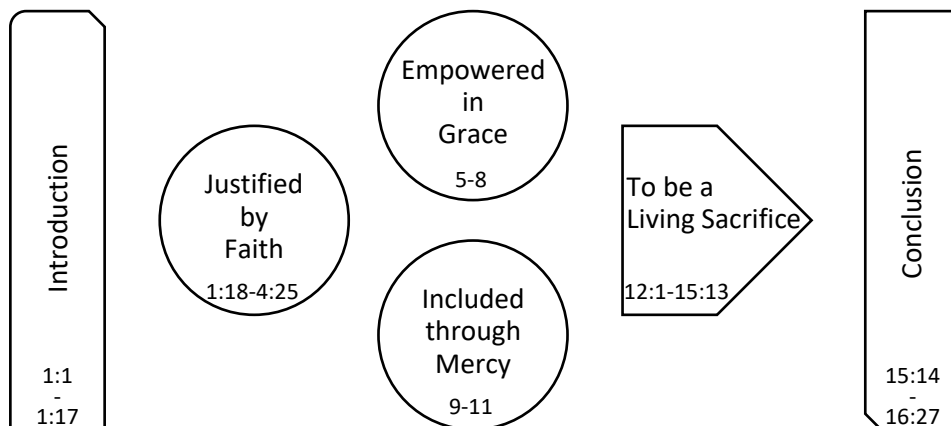 Introduction
1:1
-
1:17
Justified
by
Faith
1:18-4:25
Empowered
in
Grace
5-8
Included
through
Mercy
9-11
To be a
Living Sacrifice
12:1-15:13
Conclusion
15:14
-
16:27